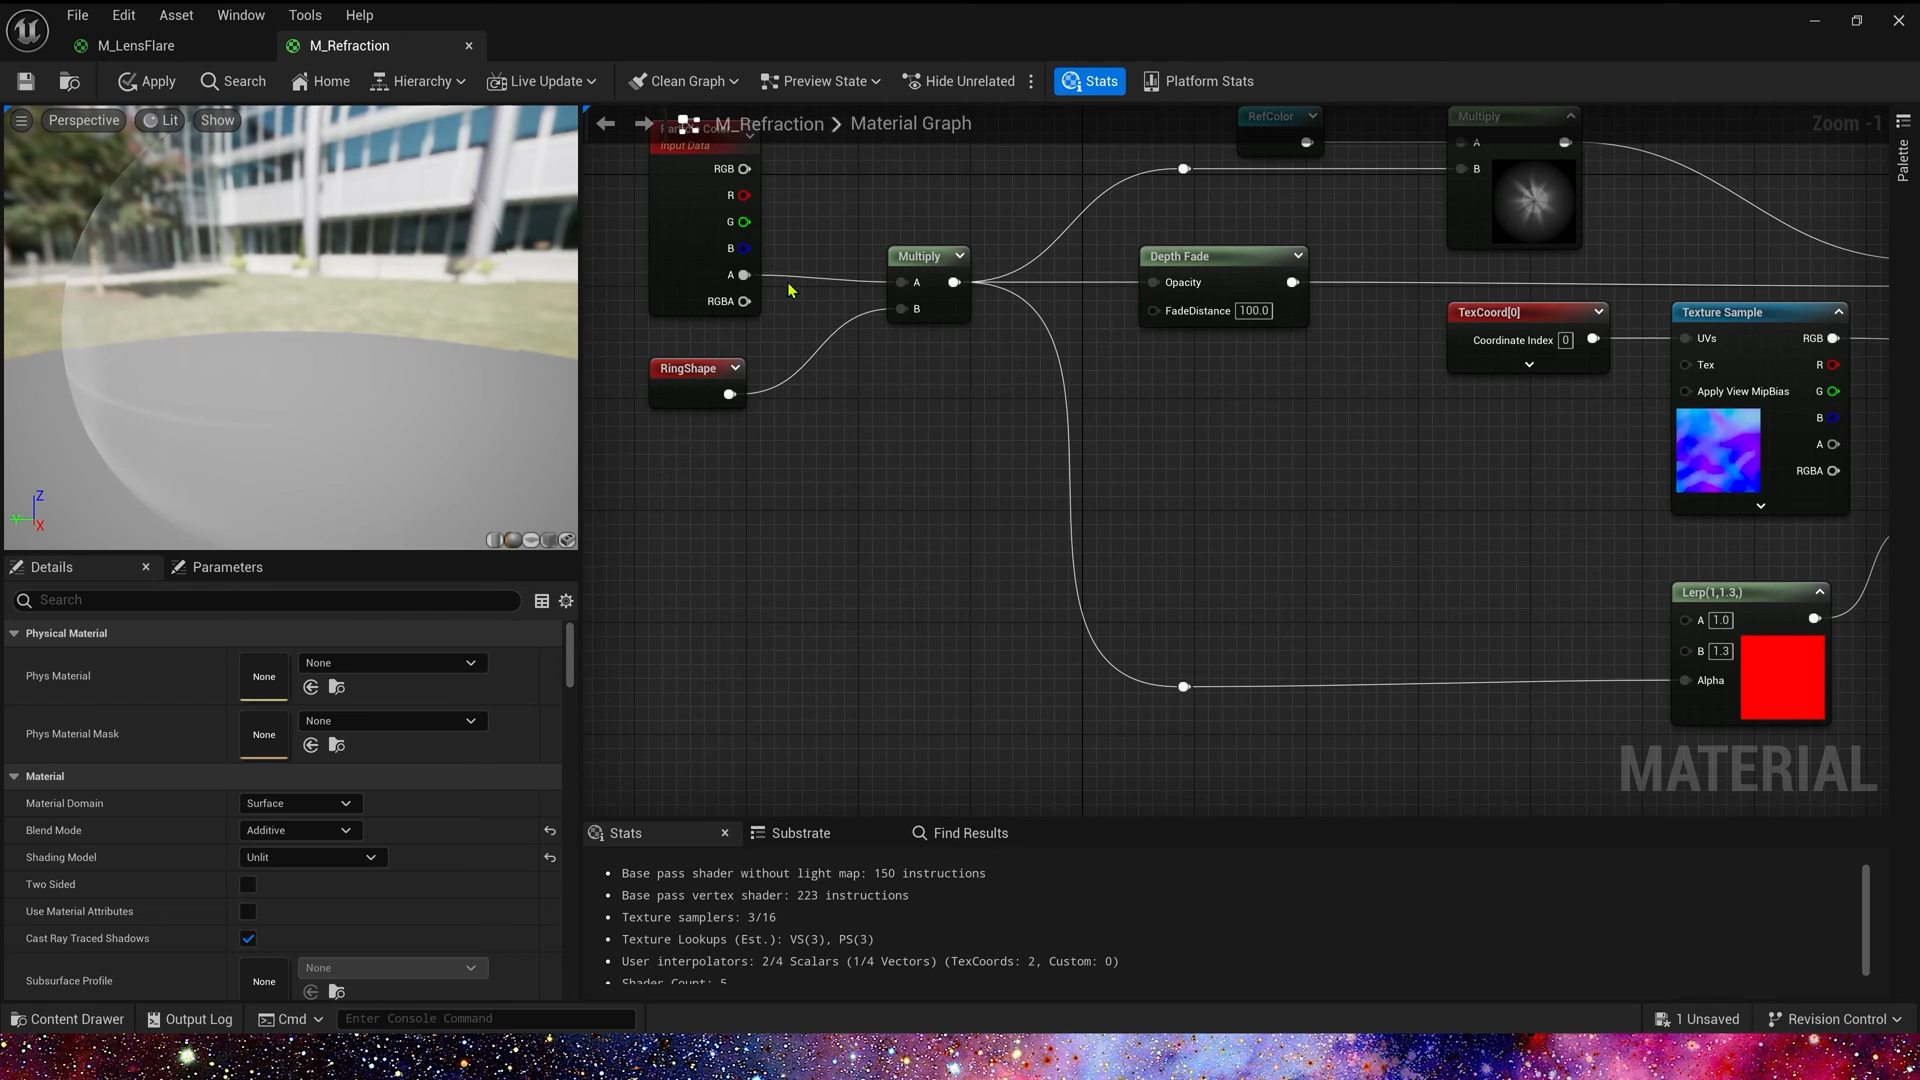 File Edit Asset Window Tools Help
M_LensFlare M_Refraction
Apply Search Home Hierarchy Live Update Clean Graph Preview State Hide Unrelated Stats Platform Stats
Perspective Lit Show
M_Refraction Material Graph
Zoom -1
Palette
Particle Color
Input Data
RGB
R
G
B
A
RGBA
RingShape
Multiply
A
B
RefColor
Multiply
A
B
Depth Fade
Opacity
FadeDistance 100.0
TexCoord[0]
Coordinate Index 0
Texture Sample
UVs RGB
Tex R
Apply View MipBias G
B
A
RGBA
Lerp(1,1.3,)
A 1.0
B 1.3
Alpha
MATERIAL
Z
X
Details Parameters
Search
Physical Material
Phys Material None None
Phys Material Mask None None
Material
Material Domain Surface
Blend Mode Additive
Shading Model Unlit
Two Sided
Use Material Attributes
Cast Ray Traced Shadows
Subsurface Profile None None
Stats Substrate Find Results
• Base pass shader without light map: 150 instructions
• Base pass vertex shader: 223 instructions
• Texture samplers: 3/16
• Texture Lookups (Est.): VS(3), PS(3)
• User interpolators: 2/4 Scalars (1/4 Vectors) (TexCoords: 2, Custom: 0)
• Shader Count: 5
Content Drawer Output Log Cmd Enter Console Command 1 Unsaved Revision Control